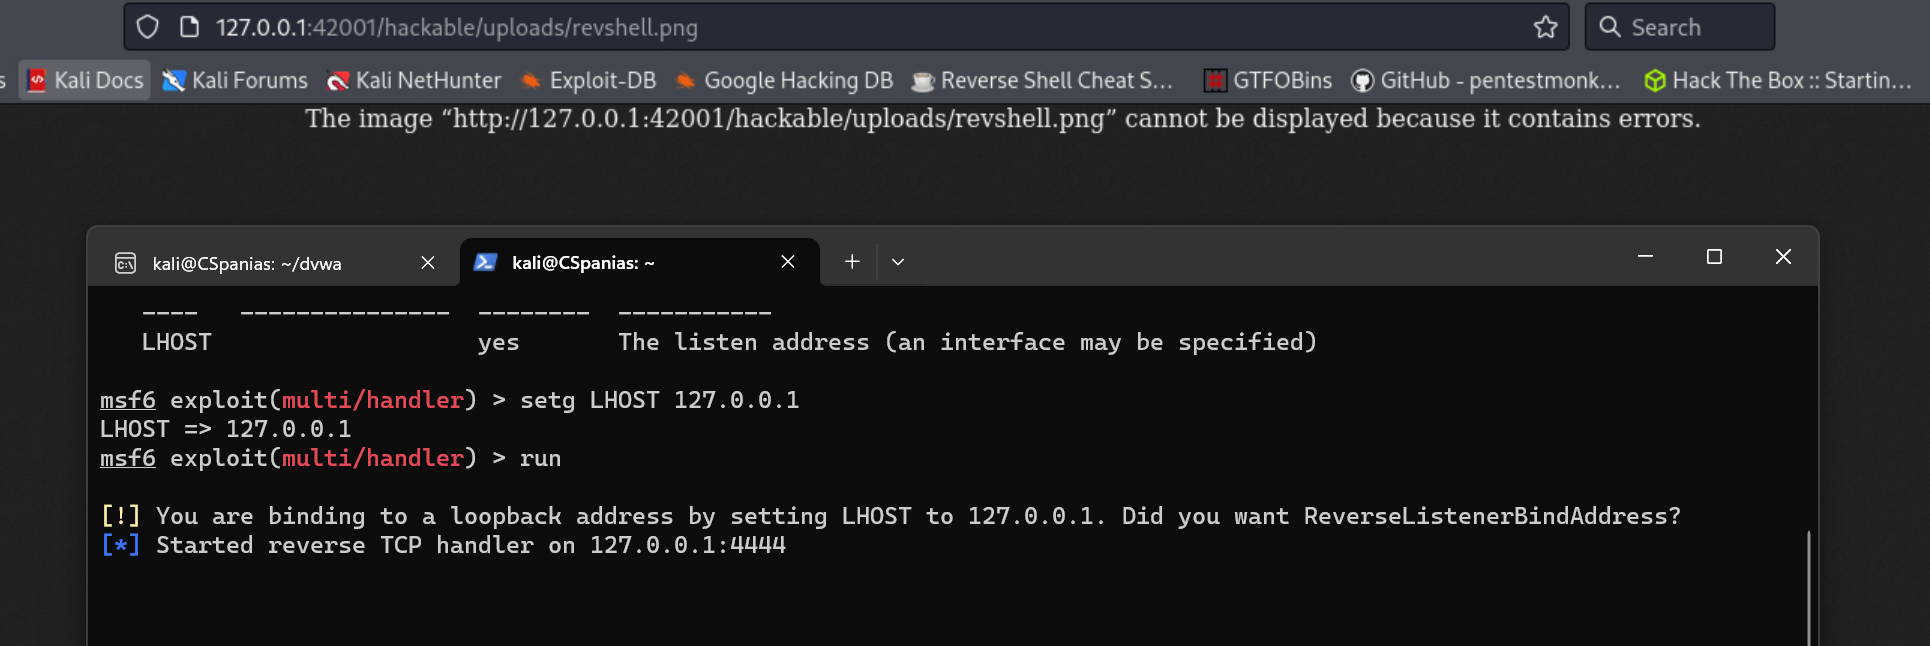 127.0.0.1:42001/hackable/uploads/revshell.png Search
s Kali Docs Kali Forums Kali NetHunter Exploit-DB Google Hacking DB Reverse Shell Cheat S... GTFOBins GitHub - pentestmonk... Hack The Box :: Startin...
The image “http://127.0.0.1:42001/hackable/uploads/revshell.png” cannot be displayed because it contains errors.
kali@CSpanias: ~/dvwa kali@CSpanias: ~
---- --------------- -------- -----------
LHOST yes The listen address (an interface may be specified)
msf6 exploit(multi/handler) > setg LHOST 127.0.0.1
LHOST => 127.0.0.1
msf6 exploit(multi/handler) > run
[!] You are binding to a loopback address by setting LHOST to 127.0.0.1. Did you want ReverseListenerBindAddress?
[*] Started reverse TCP handler on 127.0.0.1:4444